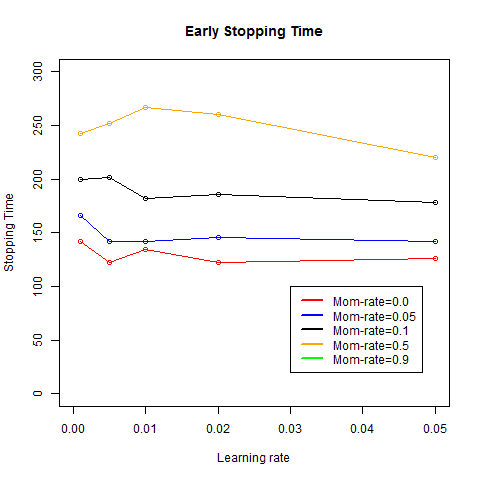 Early Stopping Time
300
250
200
150
100
50
0
Stopping Time
Mom-rate=0.0
Mom-rate=0.05
Mom-rate=0.1
Mom-rate=0.5
Mom-rate=0.9
0.00 0.01 0.02 0.03 0.04 0.05
Learning rate